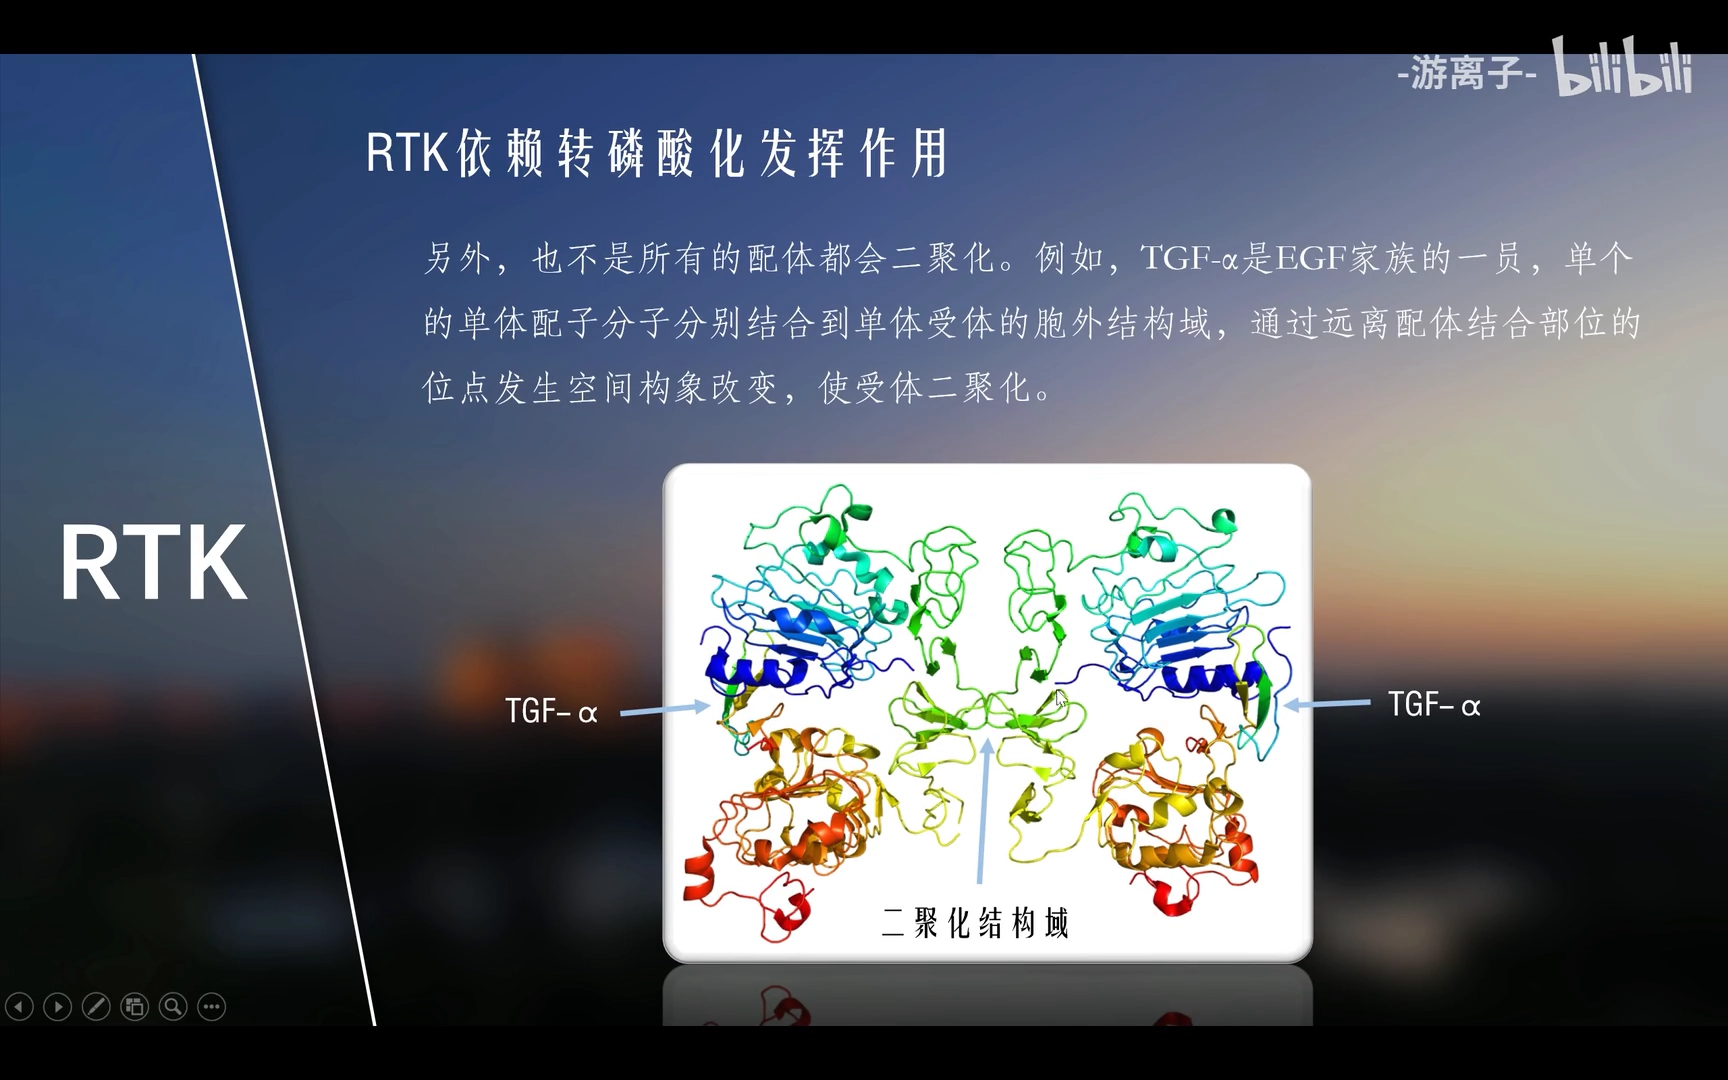 -游离子- bilibili
RTK依赖转磷酸化发挥作用
另外，也不是所有的配体都会二聚化。例如，TGF-α是EGF家族的一员，单个
的单体配子分子分别结合到单体受体的胞外结构域，通过远离配体结合部位的
位点发生空间构象改变，使受体二聚化。
RTK
TGF-α
TGF-α
二聚化结构域